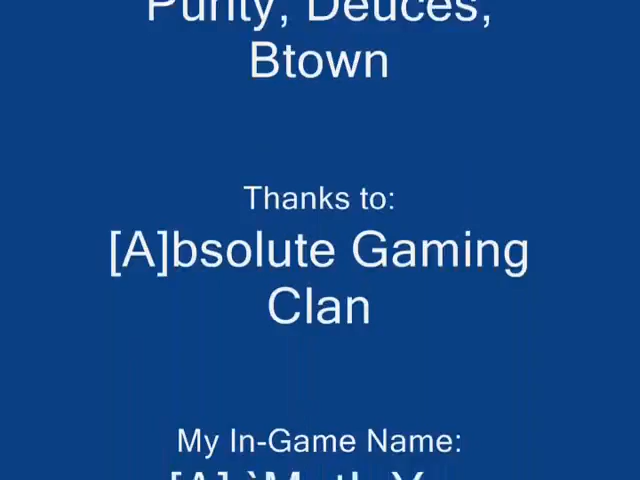 Purity, Deuces,
Btown
Thanks to:
[A]bsolute Gaming
Clan
My In-Game Name: